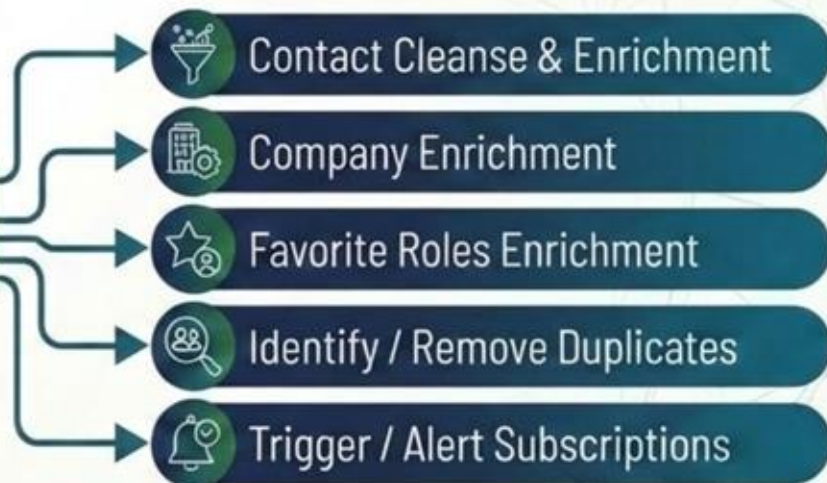 Contact Cleanse & Enrichment
Company Enrichment
Favorite Roles Enrichment
Identify / Remove Duplicates
Trigger / Alert Subscriptions